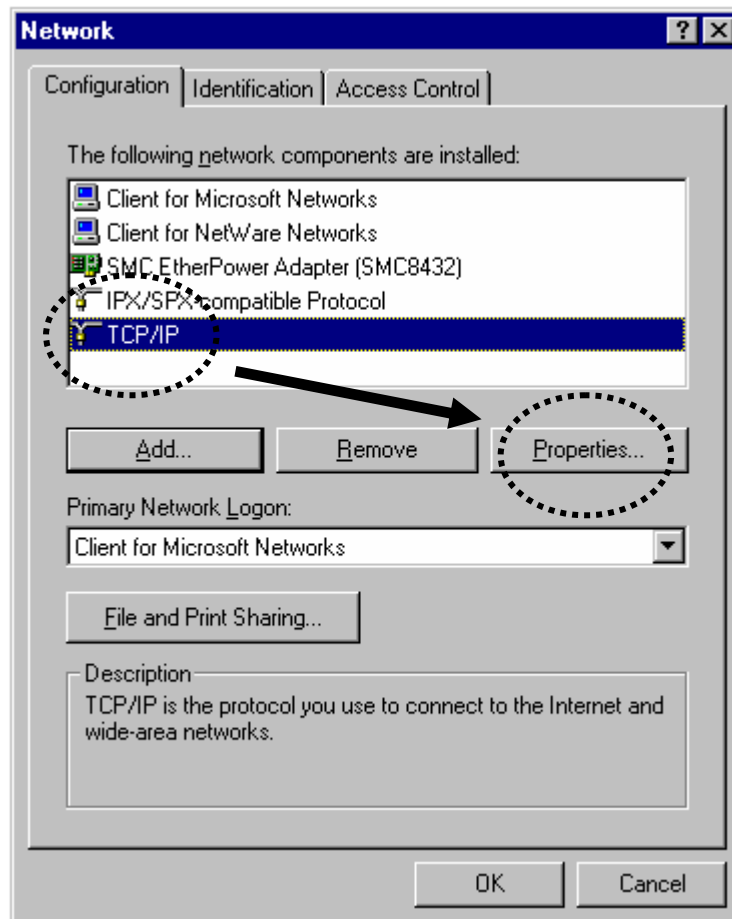 Network
Configuration Identification Access Control
The following network components are installed:
Client for Microsoft Networks
Client for NetWare Networks
SMC EtherPower Adapter (SMC8432)
IPX/SPX-compatible Protocol
TCP/IP
Add... Remove Properties...
Primary Network Logon:
Client for Microsoft Networks
File and Print Sharing...
Description
TCP/IP is the protocol you use to connect to the Internet and
wide-area networks.
OK Cancel